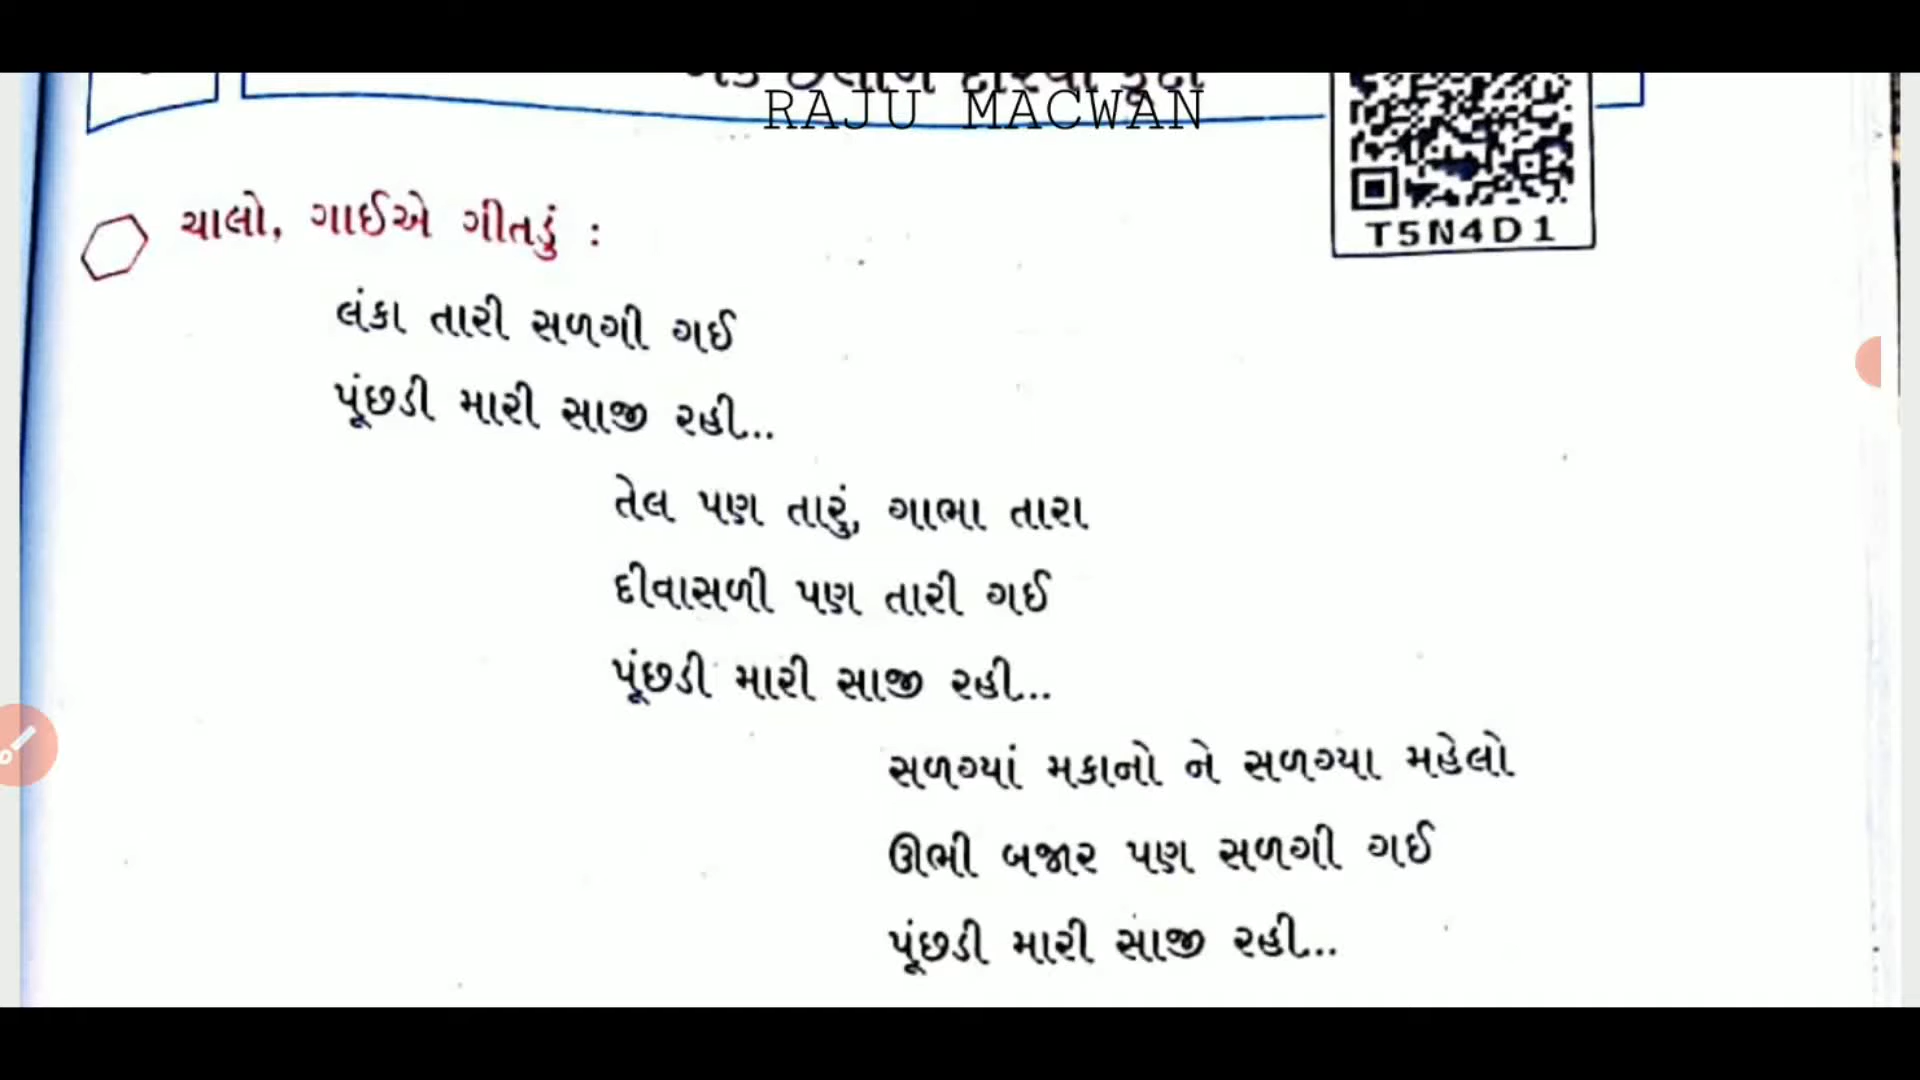 RAJU MACWAN
T5N4D1
ચાલો, ગાઈએ ગીતડું :
લંકા તારી સળગી ગઈ
પૂંછડી મારી સાજી રહી...
તેલ પણ તારું, ગાભા તારા
દીવાસળી પણ તારી ગઈ
પૂંછડી મારી સાજી રહી...
સળગ્યાં મકાનો ને સળગ્યા મહેલો
ઊભી બજાર પણ સળગી ગઈ
પૂંછડી મારી સાજી રહી...